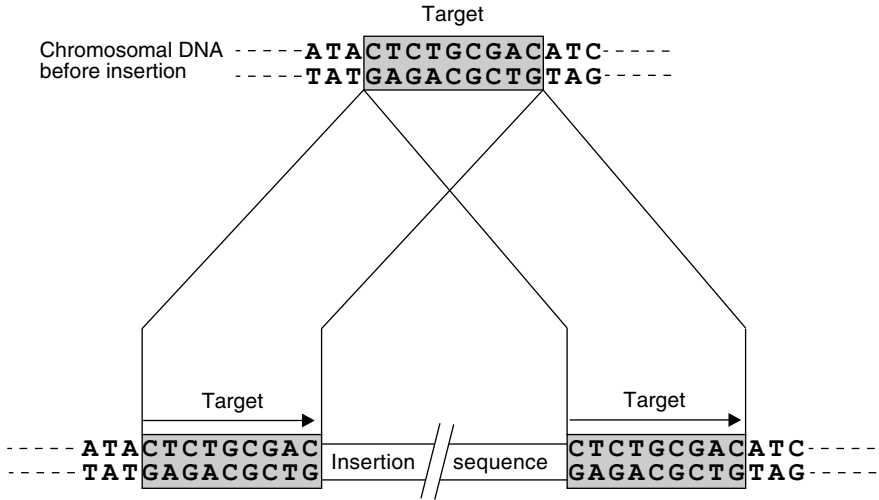 Target
Chromosomal DNA
before insertion
-----ATACTCTGCGACATC-----
-----TATGAGACGCTGTAG-----
Target
Target
-----ATACTCTGCGAC
-----TATGAGACGCTG
Insertion sequence
CTCTGCGACATC-----
GAGACGCTGTAG-----